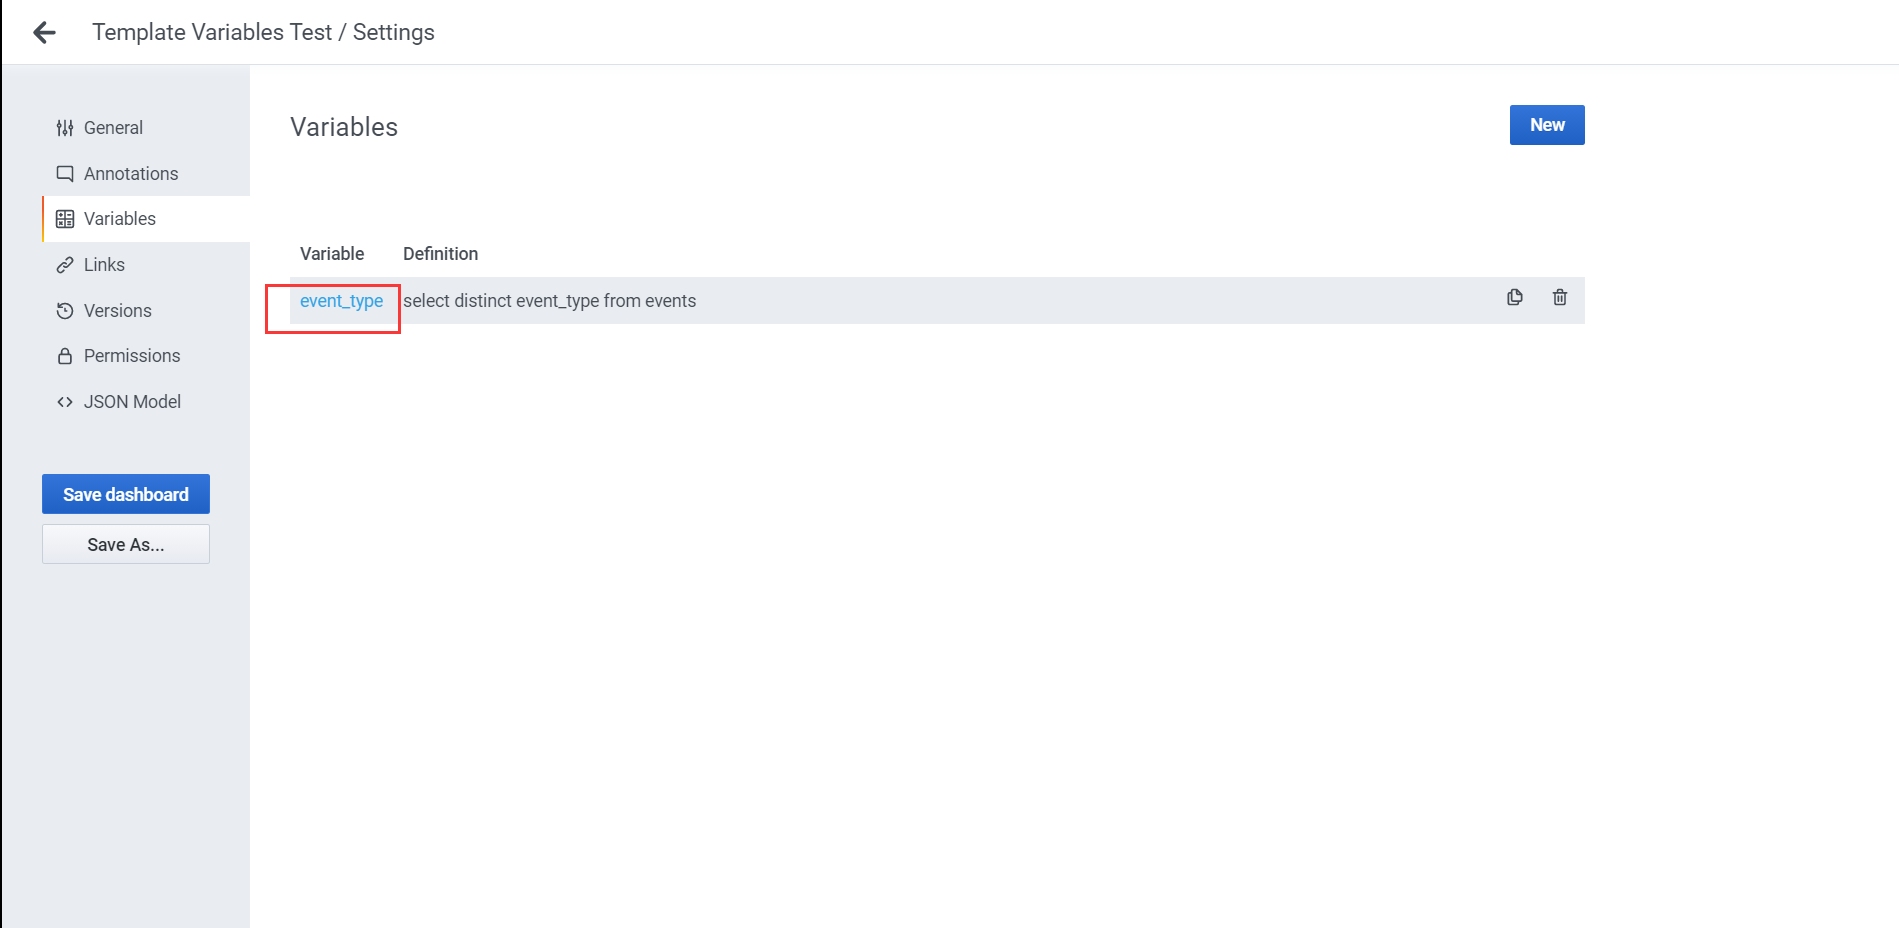 Template Variables Test / Settings
General
Annotations
Variables
Links
Versions
Permissions
JSON Model
Save dashboard
Save As...
Variables
New
Variable Definition
event_type select distinct event_type from events